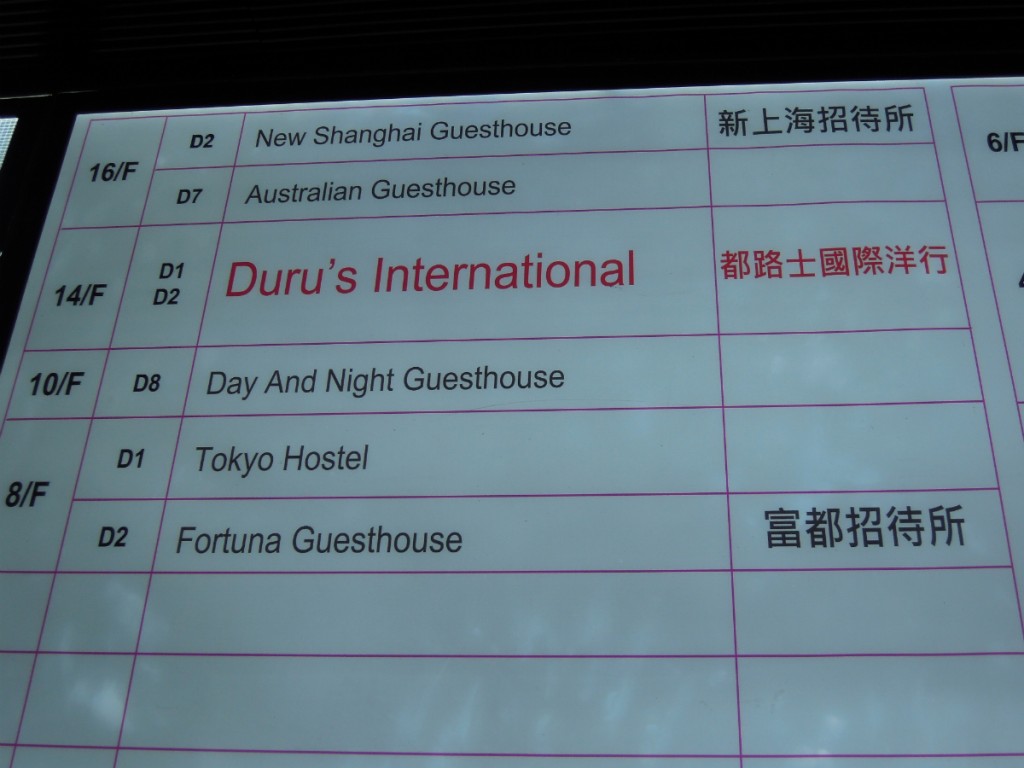 16/F D2 New Shanghai Guesthouse 新上海招待所
D7 Australian Guesthouse
14/F D1 D2 Duru's International 都路士國際洋行
10/F D8 Day And Night Guesthouse
8/F D1 Tokyo Hostel
D2 Fortuna Guesthouse 富都招待所